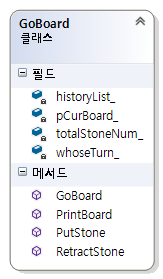 GoBoard
클래스
필드
historyList_
pCurBoard_
totalStoneNum_
whoseTurn_
메서드
GoBoard
PrintBoard
PutStone
RetractStone